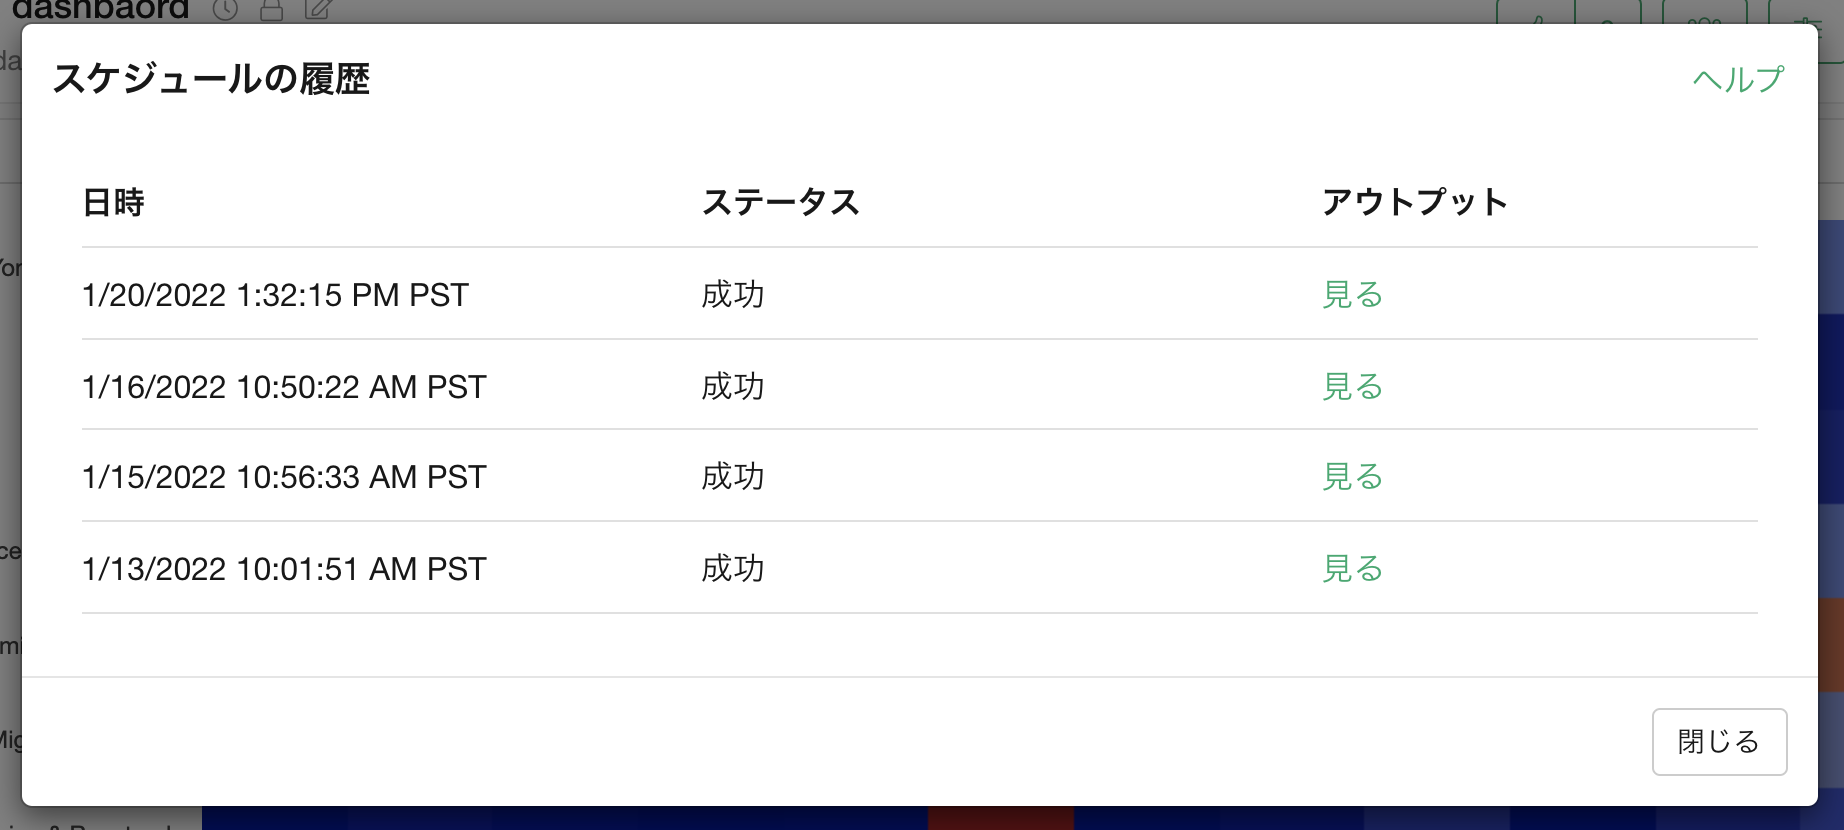 dashbaord
スケジュールの履歴
ヘルプ
日時 ステータス アウトプット
1/20/2022 1:32:15 PM PST 成功 見る
1/16/2022 10:50:22 AM PST 成功 見る
1/15/2022 10:56:33 AM PST 成功 見る
1/13/2022 10:01:51 AM PST 成功 見る
閉じる